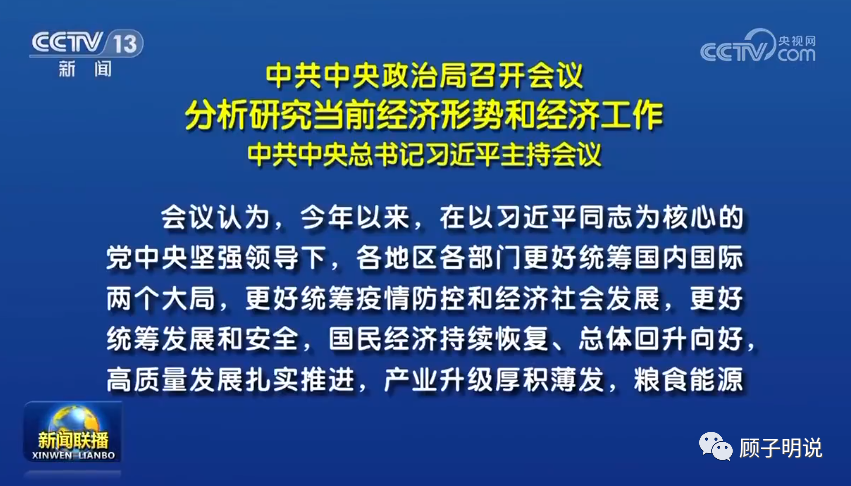 CCTV 13
新闻
央视网
CCTV com
中共中央政治局召开会议
分析研究当前经济形势和经济工作
中共中央总书记习近平主持会议
会议认为，今年以来，在以习近平同志为核心的
党中央坚强领导下，各地区各部门更好统筹国内国际
两个大局，更好统筹疫情防控和经济社会发展，更好
统筹发展和安全，国民经济持续恢复、总体回升向好，
高质量发展扎实推进，产业升级厚积薄发，粮食能源
新闻联播
XINWEN-LIANBO
顾子明说